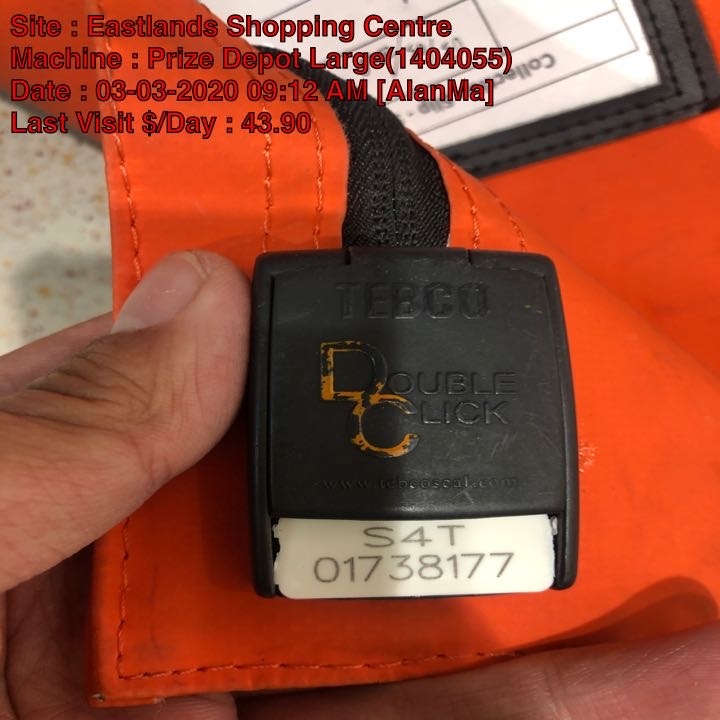 Site : Eastlands Shopping Centre
Machine : Prize Depot Large(1404055)
Date : 03-03-2020 09:12 AM [AlanMa]
Last Visit $/Day : 43.90
TEBCO
DOUBLE
CLICK
www.tebcoseal.com
S4T
01738177